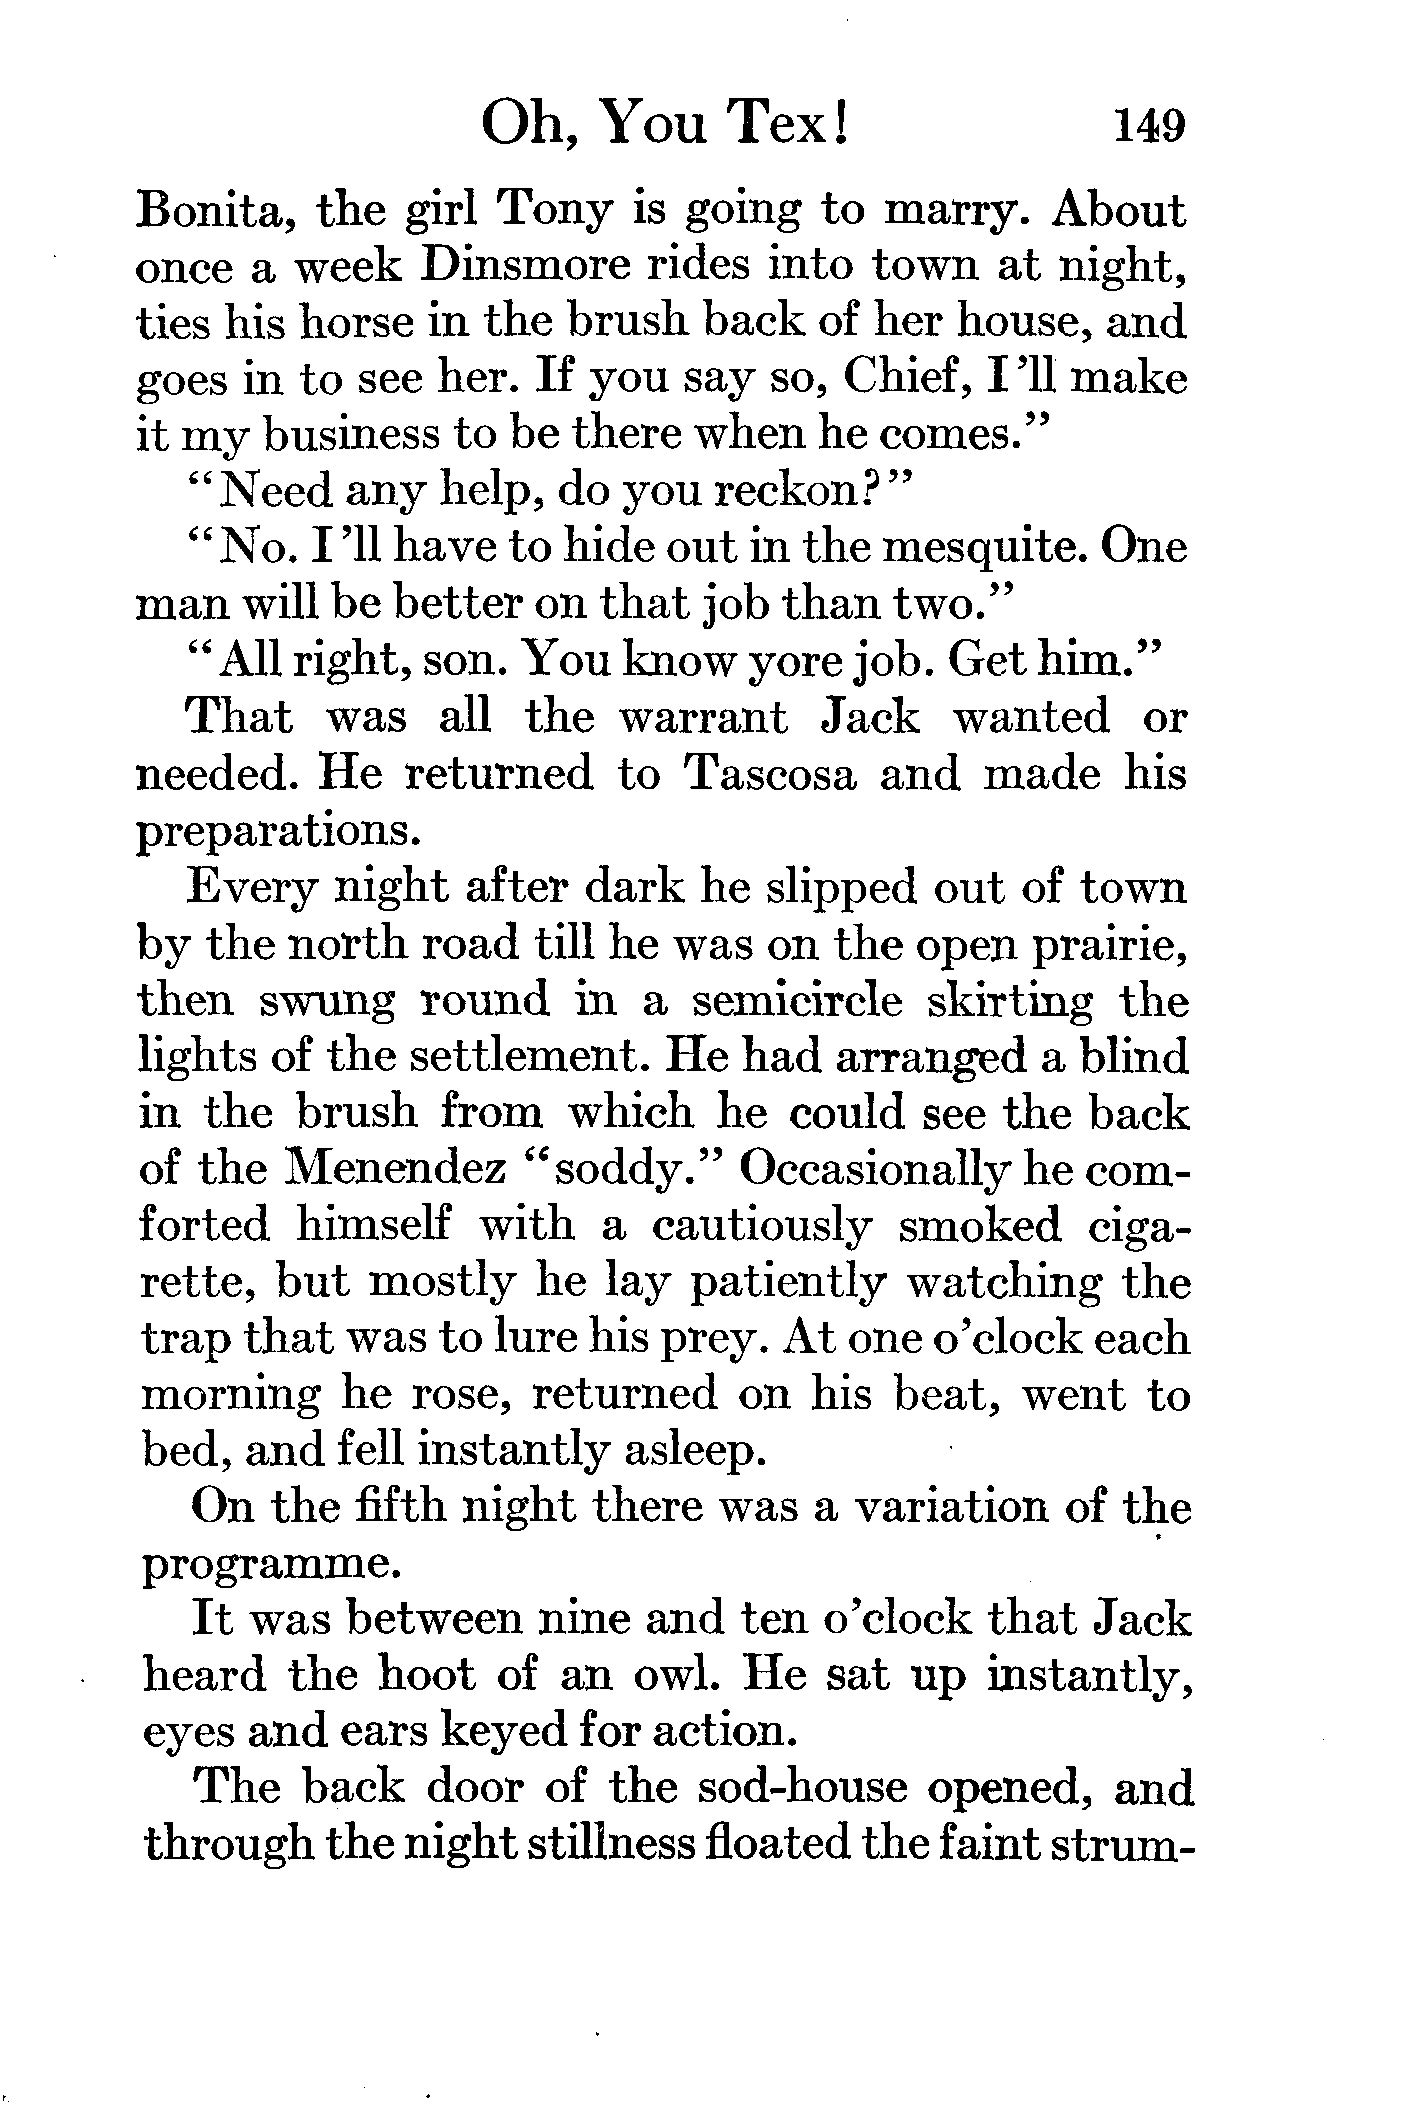 Oh, You Tex! 149
Bonita, the girl Tony is going to marry. About
once a week Dinsmore rides into town at night,
ties his horse in the brush back of her house, and
goes in to see her. If you say so, Chief, I'll make
it my business to be there when he comes."
"Need any help, do you reckon?"
"No. I'll have to hide out in the mesquite. One
man will be better on that job than two."
"All right, son. You know yore job. Get him."
That was all the warrant Jack wanted or
needed. He returned to Tascosa and made his
preparations.
Every night after dark he slipped out of town
by the north road till he was on the open prairie,
then swung round in a semicircle skirting the
lights of the settlement. He had arranged a blind
in the brush from which he could see the back
of the Menendez "soddy." Occasionally he com-
forted himself with a cautiously smoked ciga-
rette, but mostly he lay patiently watching the
trap that was to lure his prey. At one o'clock each
morning he rose, returned on his beat, went to
bed, and fell instantly asleep.
On the fifth night there was a variation of the
programme.
It was between nine and ten o'clock that Jack
heard the hoot of an owl. He sat up instantly,
eyes and ears keyed for action.
The back door of the sod-house opened, and
through the night stillness floated the faint strum-